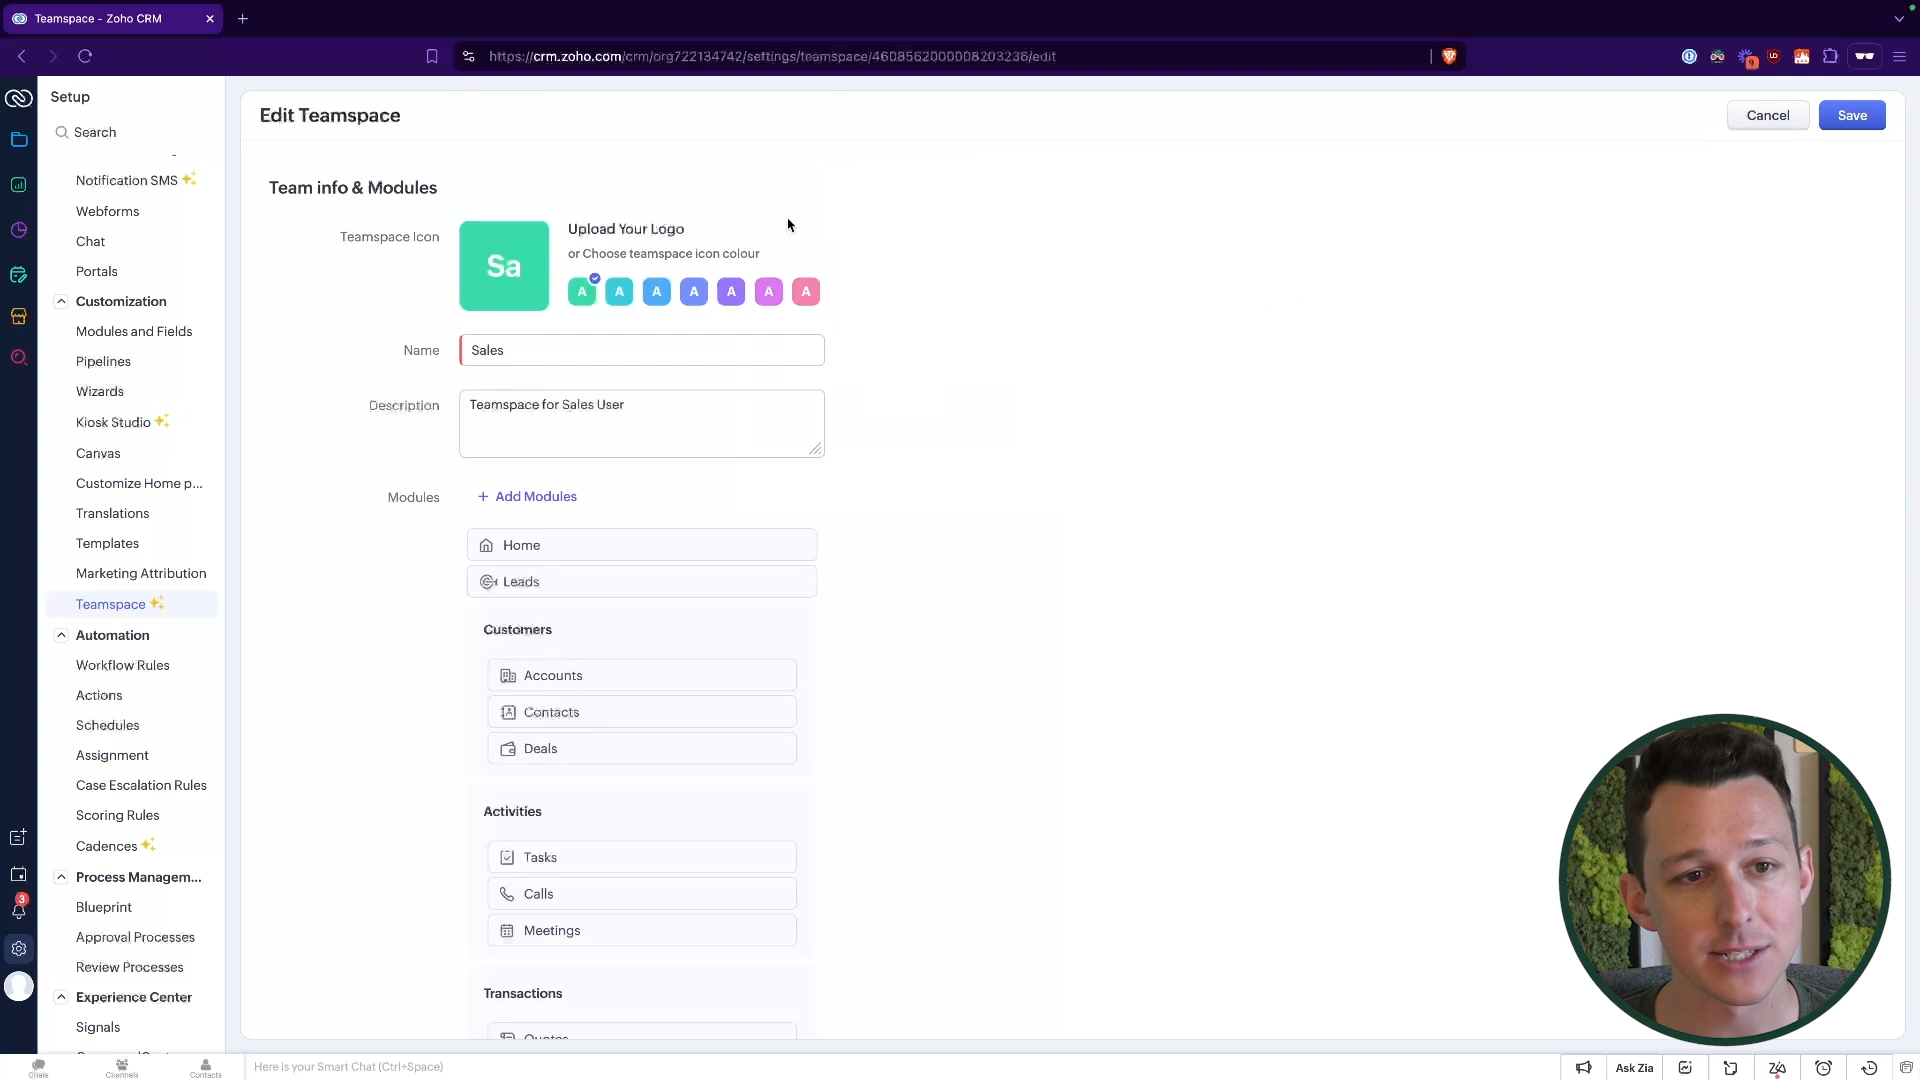 Teamspace - Zoho CRM
https://crm.zoho.com/crm/org722134742/settings/teamspace/4608562000008203236/edit
Setup
Search
Notification SMS
Webforms
Chat
Portals
Customization
Modules and Fields
Pipelines
Wizards
Kiosk Studio
Canvas
Customize Home p...
Translations
Templates
Marketing Attribution
Teamspace
Automation
Workflow Rules
Actions
Schedules
Assignment
Case Escalation Rules
Scoring Rules
Cadences
Process Managem...
Blueprint
Approval Processes
Review Processes
Experience Center
Signals
Edit Teamspace
Cancel
Save
Team info & Modules
Teamspace Icon
Sa
Upload Your Logo
or Choose teamspace icon colour
A A A A A A A
Name
Sales
Description
Teamspace for Sales User
Modules
+ Add Modules
Home
Leads
Customers
Accounts
Contacts
Deals
Activities
Tasks
Calls
Meetings
Transactions
Quotes
3
9
Chats
Channels
Contacts
Here is your Smart Chat (Ctrl+Space)
Ask Zia